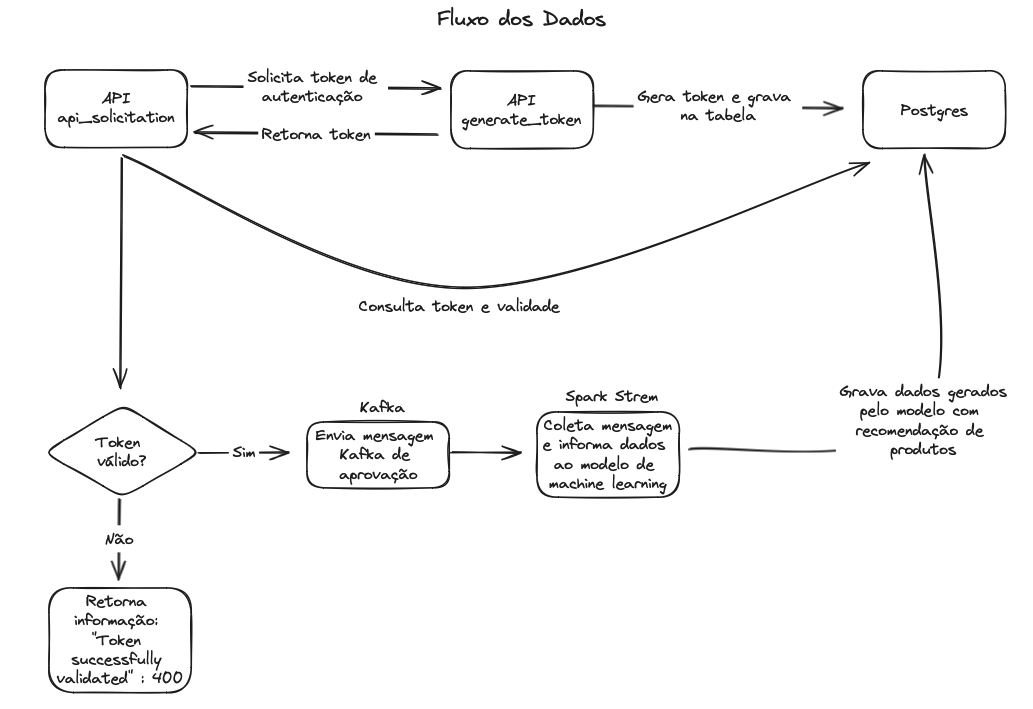 Fluxo dos Dados
API
api_solicitation
Solicita token de
autenticação
Retorna token
API
generate_token
Gera token e grava
na tabela
Postgres
Consulta token e validade
Token
válido?
Sim
Kafka
Envia mensagem
Kafka de
aprovação
Spark Strem
Coleta mensagem
e informa dados
ao modelo de
machine learning
Grava dados gerados
pelo modelo com
recomendação de
produtos
Não
Retorna
informação:
"Token
successfully
validated" : 400